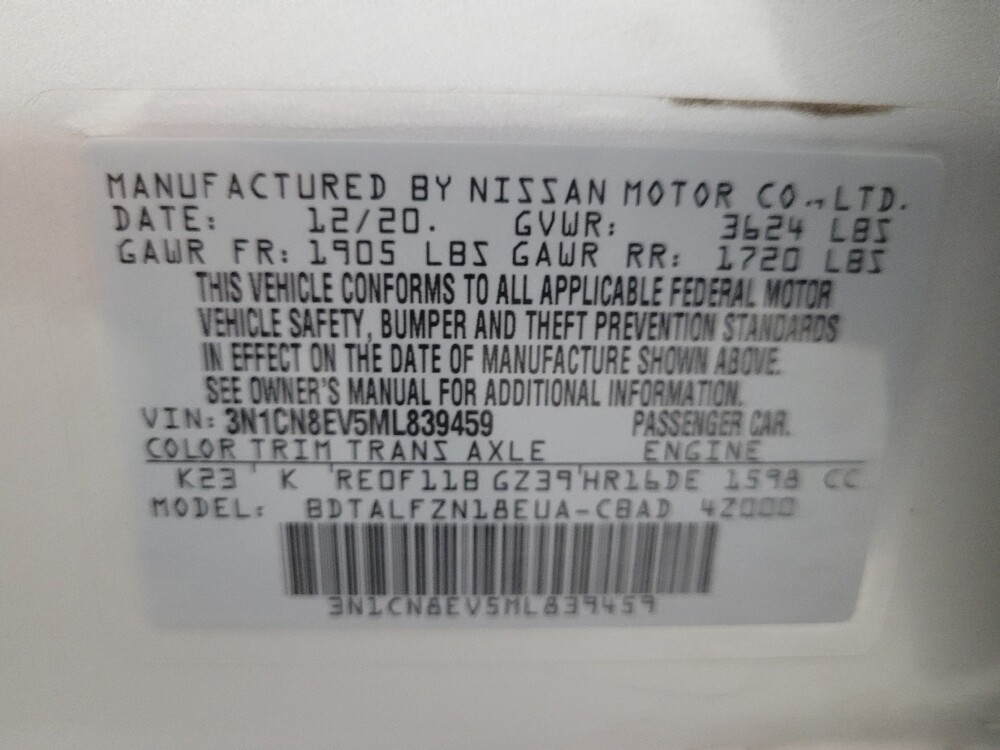 MANUFACTURED BY NISSAN MOTOR CO., LTD.
DATE: 12/20. GVWR: 3624 LBS
GAWR FR: 1905 LBS GAWR RR: 1720 LBS
THIS VEHICLE CONFORMS TO ALL APPLICABLE FEDERAL MOTOR
VEHICLE SAFETY, BUMPER AND THEFT PREVENTION STANDARDS
IN EFFECT ON THE DATE OF MANUFACTURE SHOWN ABOVE.
SEE OWNER'S MANUAL FOR ADDITIONAL INFORMATION.
VIN: 3N1CN8EV5ML839459 PASSENGER CAR.
COLOR TRIM TRANS AXLE ENGINE
K23 K RE0F11B GZ39 HR16DE 1598 CC
MODEL: BDTALFZN18EUA-CBAD 42000
3N1CN8EV5ML839459